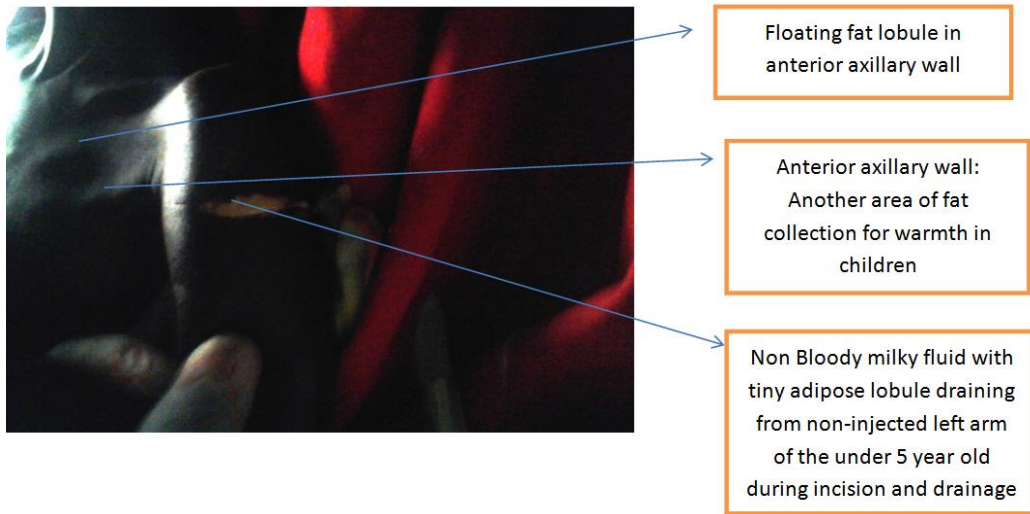 Floating fat lobule in
anterior axillary wall
Anterior axillary wall:
Another area of fat
collection for warmth in
children
Non Bloody milky fluid with
tiny adipose lobule draining
from non-injected left arm
of the under 5 year old
during incision and drainage